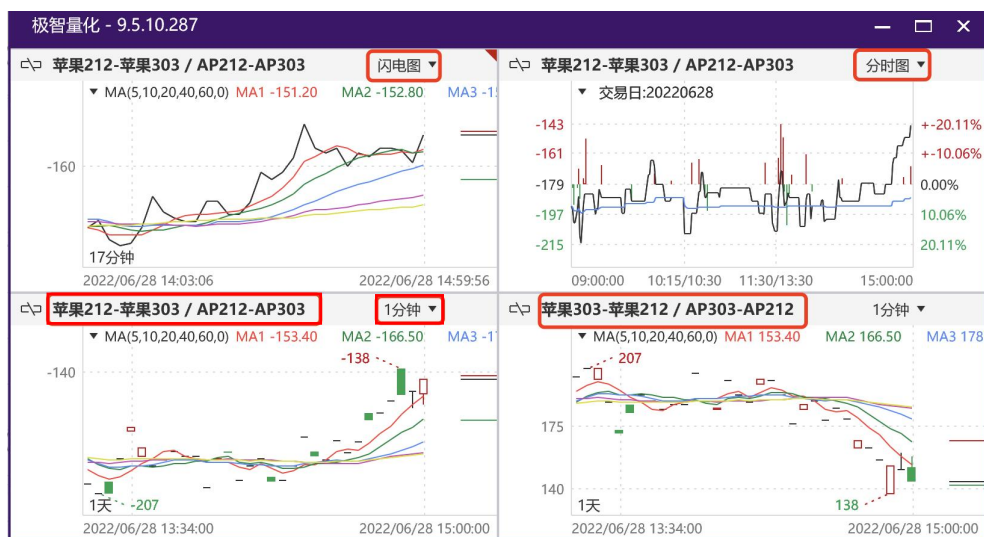 极智量化 - 9.5.10.287
苹果212-苹果303 / AP212-AP303
闪电图
MA(5,10,20,40,60,0) MA1 -151.20 MA2 -152.80 MA3 -15
-160
17分钟
2022/06/28 14:03:06 2022/06/28 14:59:56
苹果212-苹果303 / AP212-AP303
分时图
交易日:20220628
-143 +-20.11%
-161 +-10.06%
-179 0.00%
-197 10.06%
-215 20.11%
09:00:00 10:15/10:30 11:30/13:30 15:00:00
苹果212-苹果303 / AP212-AP303
1分钟
MA(5,10,20,40,60,0) MA1 -153.40 MA2 -166.50 MA3 -17
-138
-140
-207
1天
2022/06/28 13:34:00 2022/06/28 15:00:00
苹果303-苹果212 / AP303-AP212
1分钟
MA(5,10,20,40,60,0) MA1 153.40 MA2 166.50 MA3 178
207
175
140
138
1天
2022/06/28 13:34:00 2022/06/28 15:00:00